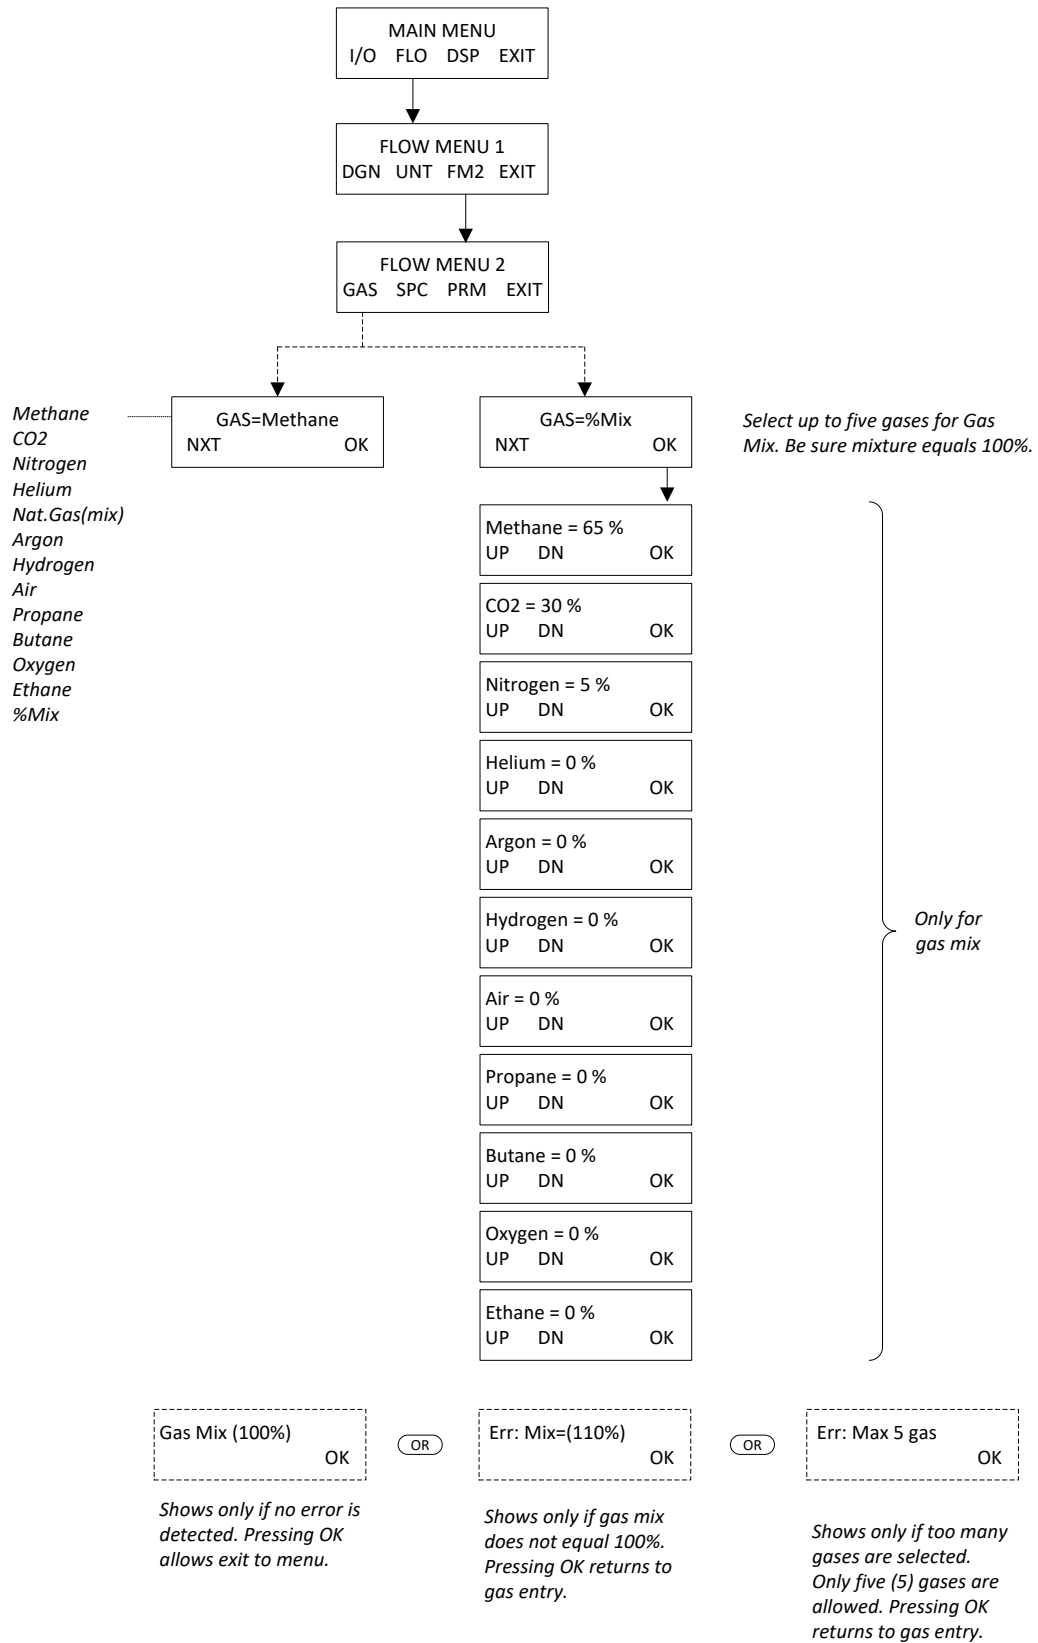 MAIN MENU
I/O FLO DSP EXIT
FLOW MENU 1
DGN UNT FM2 EXIT
FLOW MENU 2
GAS SPC PRM EXIT
Methane
CO2
Nitrogen
Helium
Nat.Gas(mix)
Argon
Hydrogen
Air
Propane
Butane
Oxygen
Ethane
%Mix
GAS=Methane
NXT OK
GAS=%Mix
NXT OK
Select up to five gases for Gas
Mix. Be sure mixture equals 100%.
Methane = 65 %
UP DN OK
CO2 = 30 %
UP DN OK
Nitrogen = 5 %
UP DN OK
Helium = 0 %
UP DN OK
Argon = 0 %
UP DN OK
Hydrogen = 0 %
UP DN OK
Air = 0 %
UP DN OK
Propane = 0 %
UP DN OK
Butane = 0 %
UP DN OK
Oxygen = 0 %
UP DN OK
Ethane = 0 %
UP DN OK
Only for
gas mix
Gas Mix (100%)
OK
OR
Err: Mix=(110%)
OK
OR
Err: Max 5 gas
OK
Shows only if no error is
detected. Pressing OK
allows exit to menu.
Shows only if gas mix
does not equal 100%.
Pressing OK returns to
gas entry.
Shows only if too many
gases are selected.
Only five (5) gases are
allowed. Pressing OK
returns to gas entry.